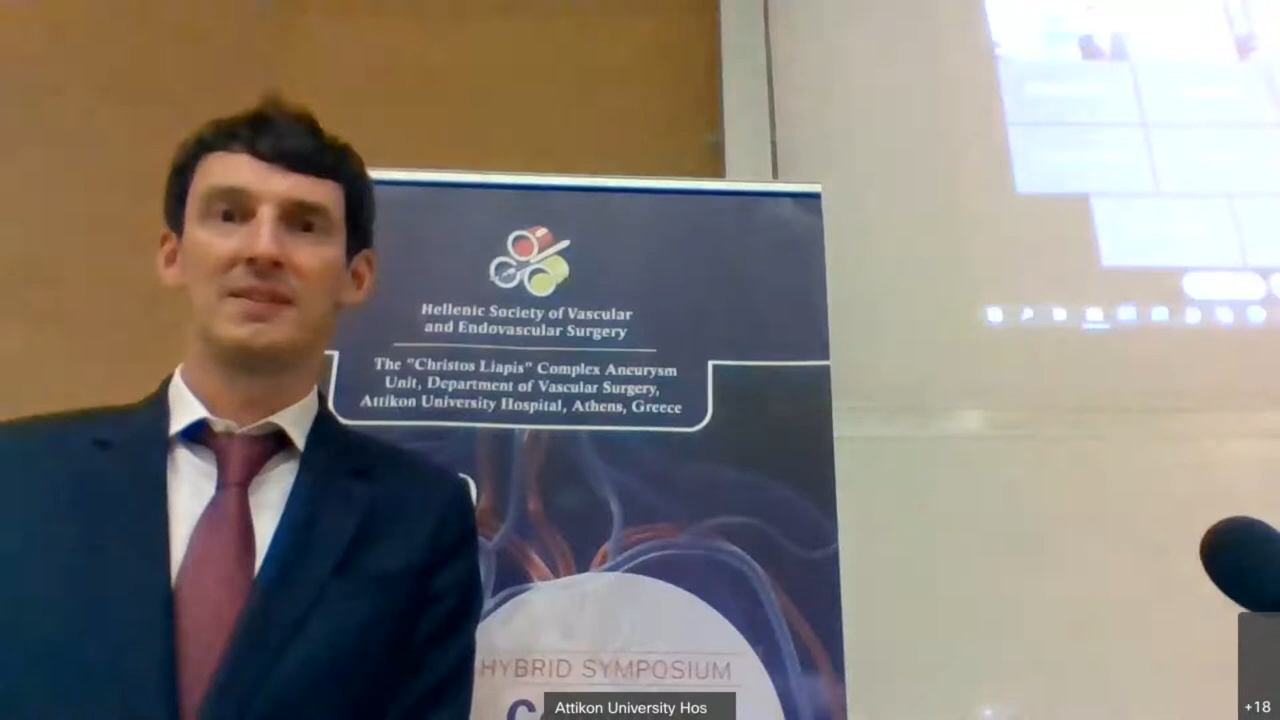 Hellenic Society of Vascular
and Endovascular Surgery
The "Christos Liapis" Complex Aneurysm
Unit, Department of Vascular Surgery,
Attikon University Hospital, Athens, Greece
HYBRID SYMPOSIUM
Attikon University Hos
+18